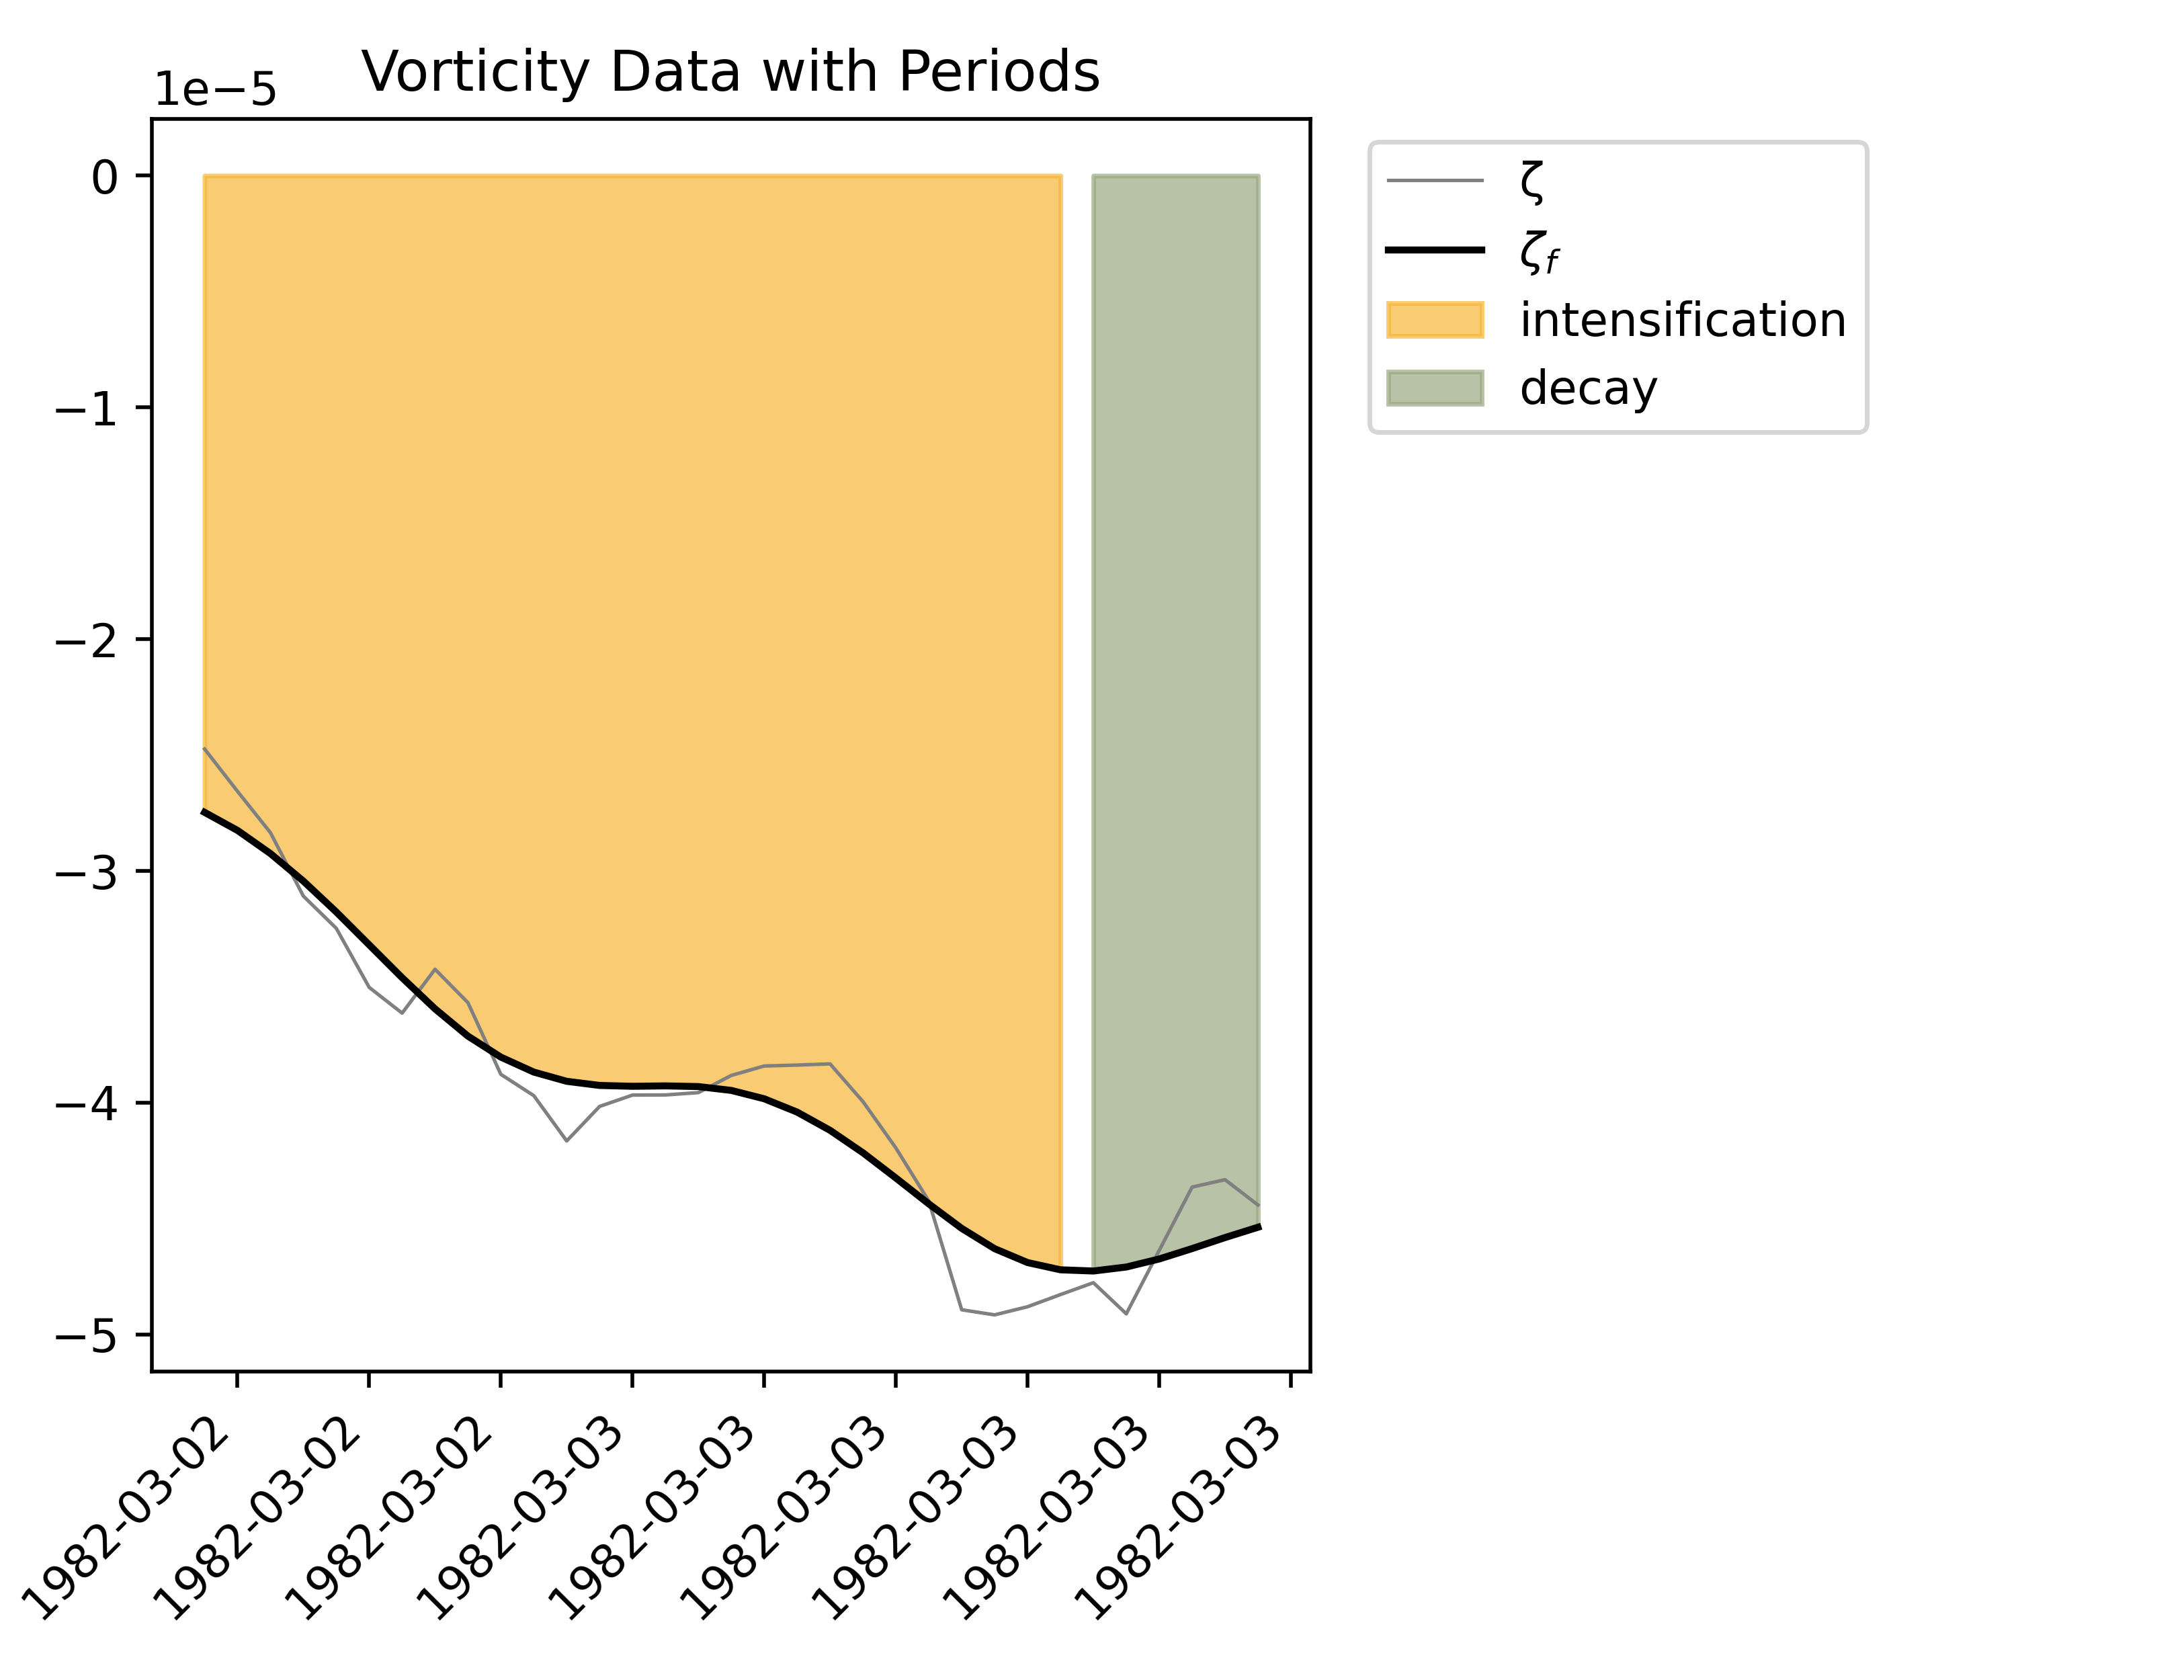 Vorticity Data with Periods
1e−5
0
−1
−2
−3
−4
−5
1982-03-02
1982-03-02
1982-03-02
1982-03-03
1982-03-03
1982-03-03
1982-03-03
1982-03-03
1982-03-03
ζ
ζf
intensification
decay